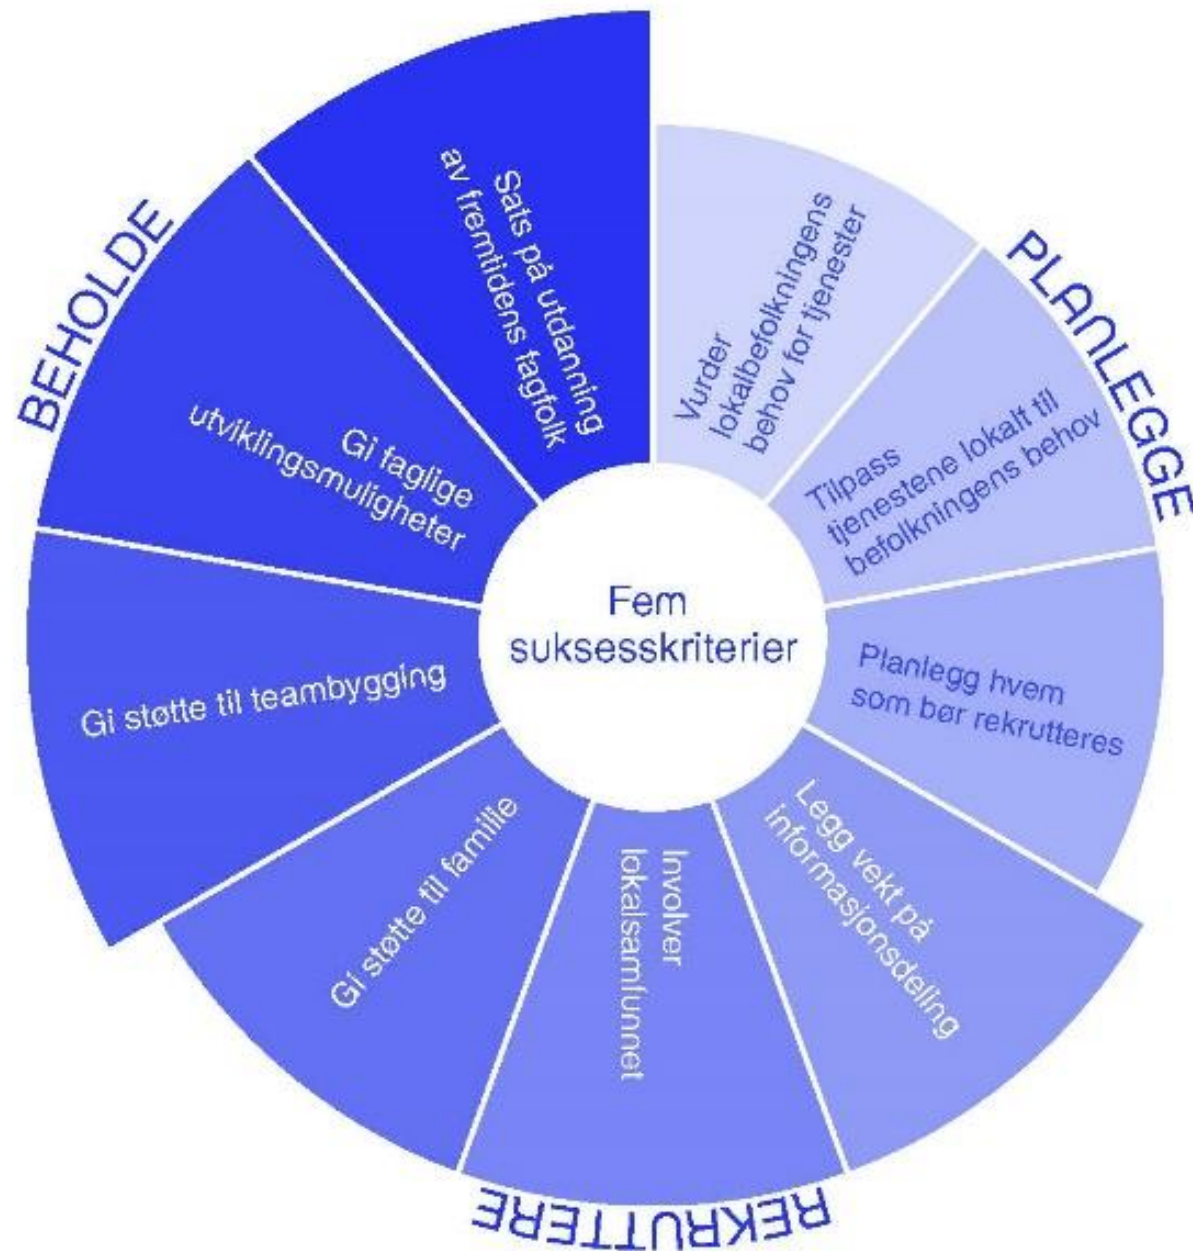 Fem
suksesskriterier
PLANLEGGE
Vurder
lokalbefolkningens
behov for tjenester
Tilpass
tjenestene lokalt til
befolkningens behov
Planlegg hvem
som bør rekrutteres
REKRUTTERE
Legg vekt på
informasjonsdeling
Involver
lokalsamfunnet
Gi støtte til familie
BEHOLDE
Gi støtte til teambygging
Gi faglige
utviklingsmuligheter
Sats på utdanning
av fremtidens fagfolk